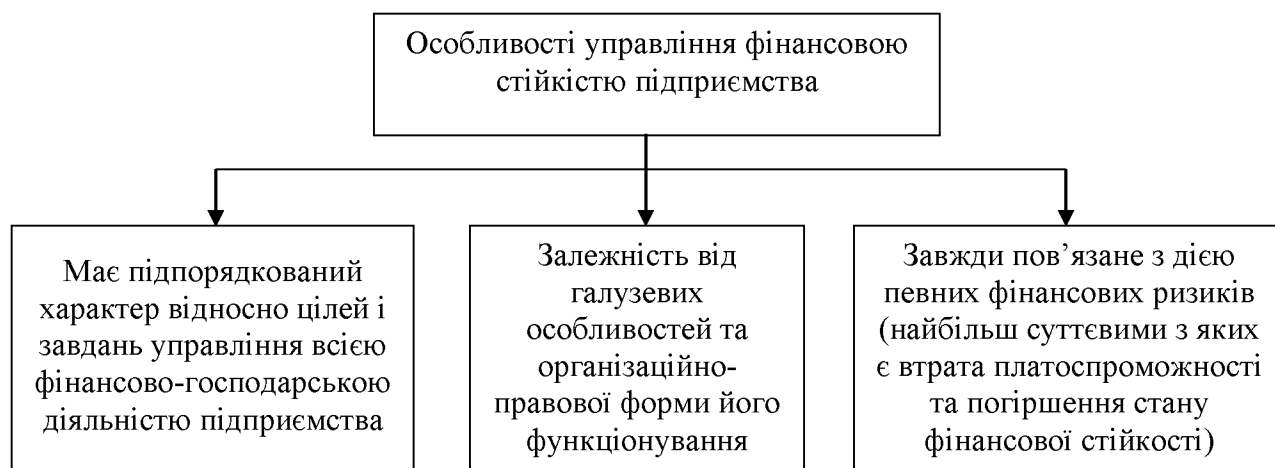 Особливості управління фінансовою
стійкістю підприємства
Має підпорядкований
характер відносно цілей і
завдань управління всією
фінансово-господарською
діяльністю підприємства
Залежність від
галузевих
особливостей та
організаційно-
правової форми його
функціонування
Завжди пов’язане з дією
певних фінансових ризиків
(найбільш суттєвими з яких
є втрата платоспроможності
та погіршення стану
фінансової стійкості)